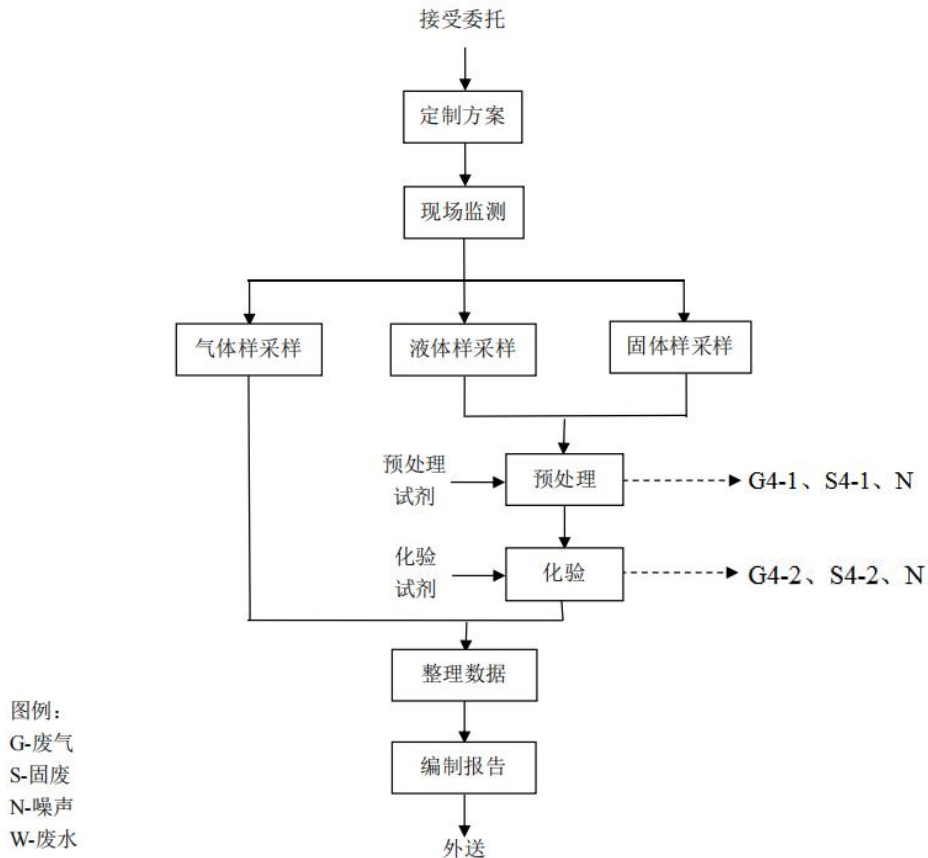 接受委托
定制方案
现场监测
气体样采样
液体样采样
固体样采样
预处理
试剂
预处理
G4-1、S4-1、N
化验
试剂
化验
G4-2、S4-2、N
整理数据
编制报告
外送
图例：
G-废气
S-固废
N-噪声
W-废水